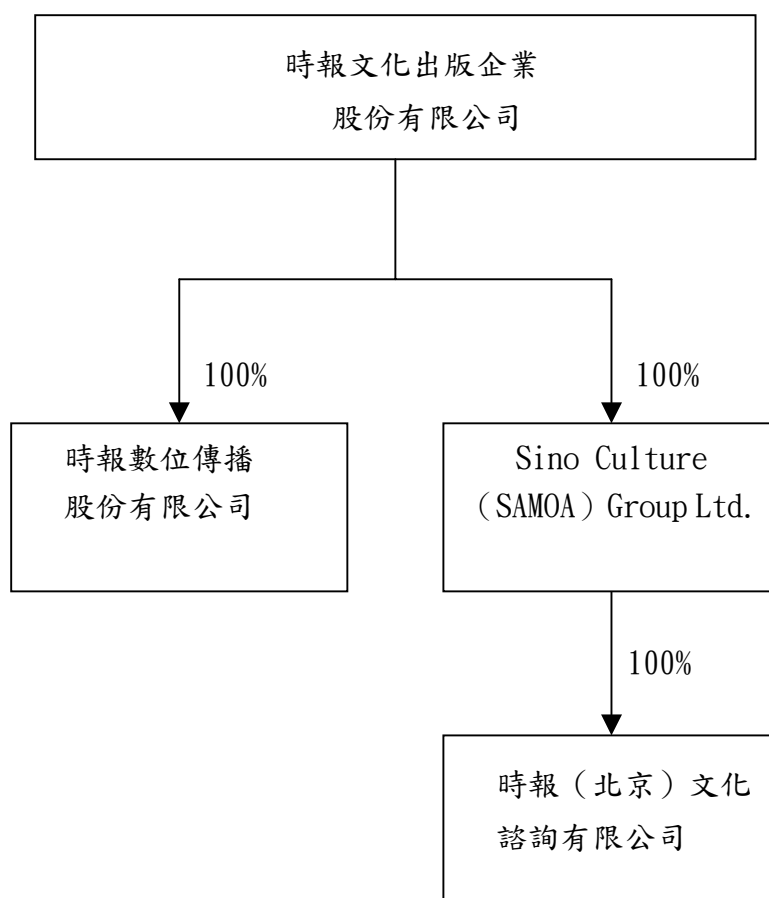 時報文化出版企業
股份有限公司
100%
100%
時報數位傳播
股份有限公司
Sino Culture
（SAMOA）Group Ltd.
100%
時報（北京）文化
諮詢有限公司